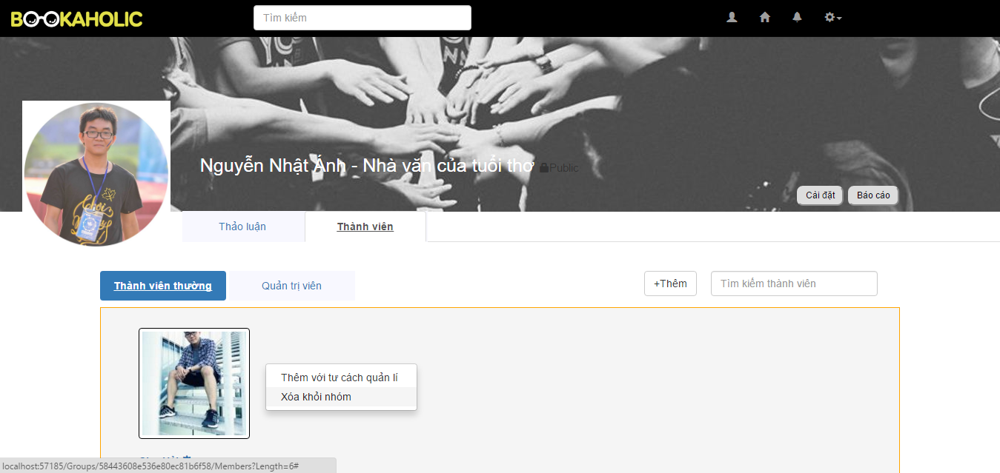 BOOKAHOLIC
Tìm kiếm
Nguyễn Nhật Ánh - Nhà văn của tuổi thơ Public
Cài đặt Báo cáo
Thảo luận Thành viên
Thành viên thường Quản trị viên +Thêm Tìm kiếm thành viên
Thêm với tư cách quản lí
Xóa khỏi nhóm
localhost:57185/Groups/58443608e536e80ec81b6f58/Members?Length=6#